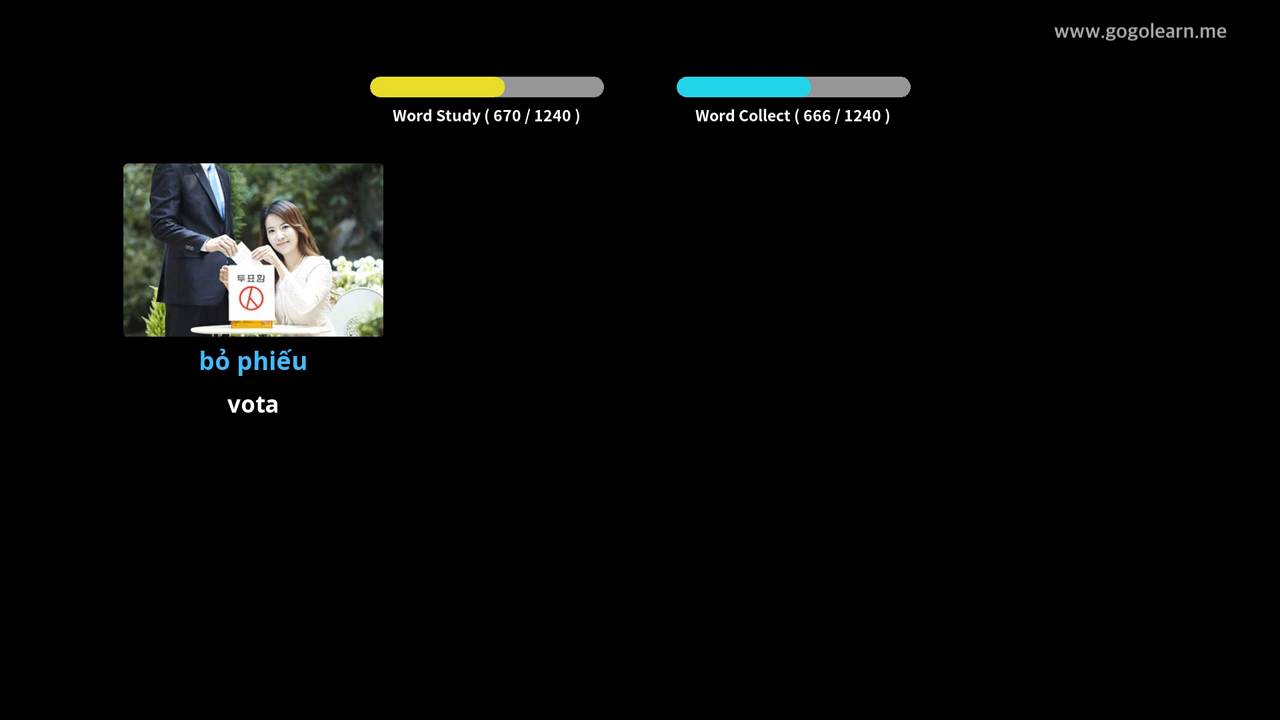 www.gogolearn.me
Word Study ( 670 / 1240 )
Word Collect ( 666 / 1240 )
투표함
bỏ phiếu
vota